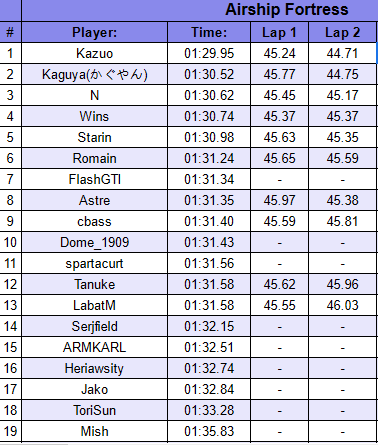 Airship Fortress
# Player: Time: Lap 1 Lap 2
1 Kazuo 01:29.95 45.24 44.71
2 Kaguya(かぐやん) 01:30.52 45.77 44.75
3 N 01:30.62 45.45 45.17
4 Wins 01:30.74 45.37 45.37
5 Starin 01:30.98 45.63 45.35
6 Romain 01:31.24 45.65 45.59
7 FlashGTI 01:31.34 - -
8 Astre 01:31.35 45.97 45.38
9 cbass 01:31.40 45.59 45.81
10 Dome_1909 01:31.43 - -
11 spartacurt 01:31.56 - -
12 Tanuke 01:31.58 45.62 45.96
13 LabatM 01:31.58 45.55 46.03
14 Serjfield 01:32.15 - -
15 ARMKARL 01:32.51 - -
16 Heriawsity 01:32.74 - -
17 Jako 01:32.84 - -
18 ToriSun 01:33.28 - -
19 Mish 01:35.83 - -